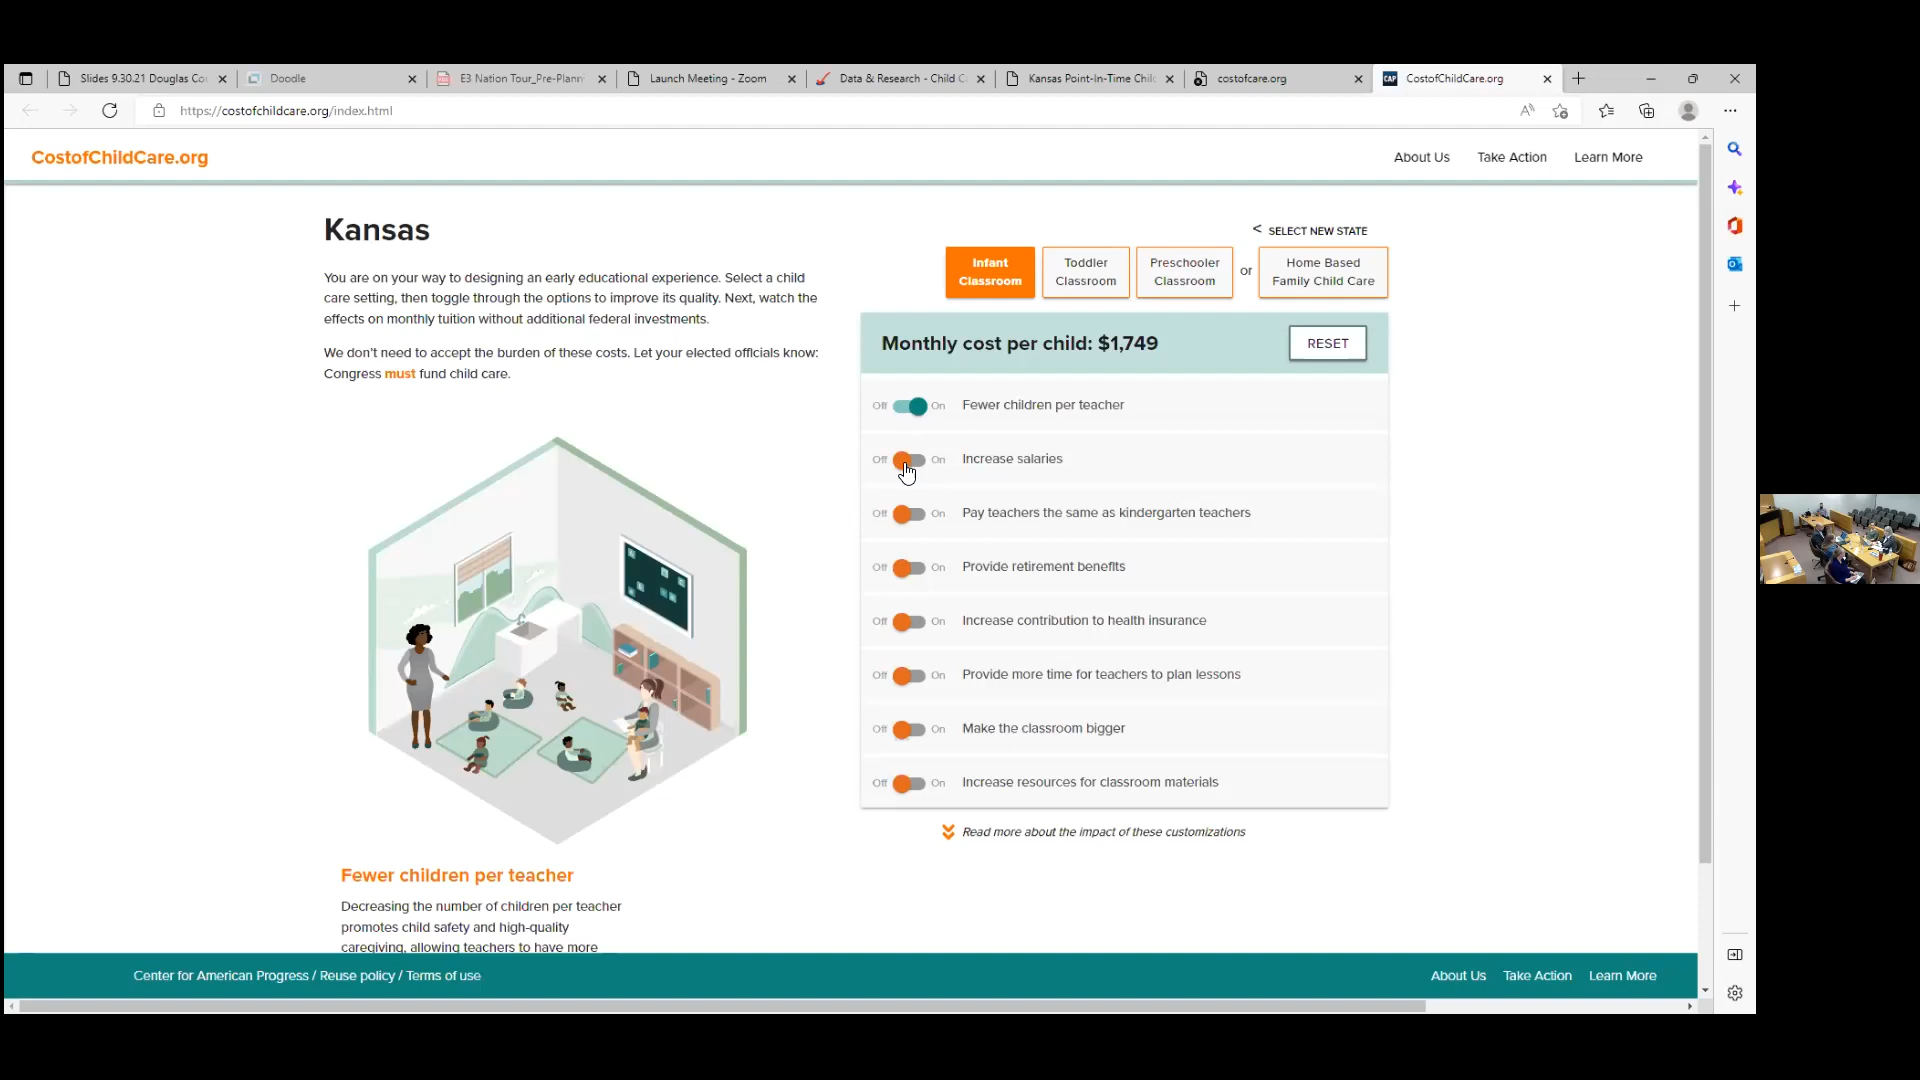 Slides 9.30.21 Douglas Co
Doodle
E3 Nation Tour_Pre-Plann
Launch Meeting - Zoom
Data & Research - Child C
Kansas Point-In-Time Chil
costofcare.org
CostofChildCare.org
https://costofchildcare.org/index.html
CostofChildCare.org
About Us
Take Action
Learn More
Kansas
You are on your way to designing an early educational experience. Select a child
care setting, then toggle through the options to improve its quality. Next, watch the
effects on monthly tuition without additional federal investments.
We don't need to accept the burden of these costs. Let your elected officials know:
Congress must fund child care.
< SELECT NEW STATE
Infant
Classroom
Toddler
Classroom
Preschooler
Classroom
or
Home Based
Family Child Care
Monthly cost per child: $1,749
RESET
Off On Fewer children per teacher
Off On Increase salaries
Off On Pay teachers the same as kindergarten teachers
Off On Provide retirement benefits
Off On Increase contribution to health insurance
Off On Provide more time for teachers to plan lessons
Off On Make the classroom bigger
Off On Increase resources for classroom materials
Read more about the impact of these customizations
Fewer children per teacher
Decreasing the number of children per teacher
promotes child safety and high-quality
caregiving, allowing teachers to have more
Center for American Progress / Reuse policy / Terms of use
About Us
Take Action
Learn More